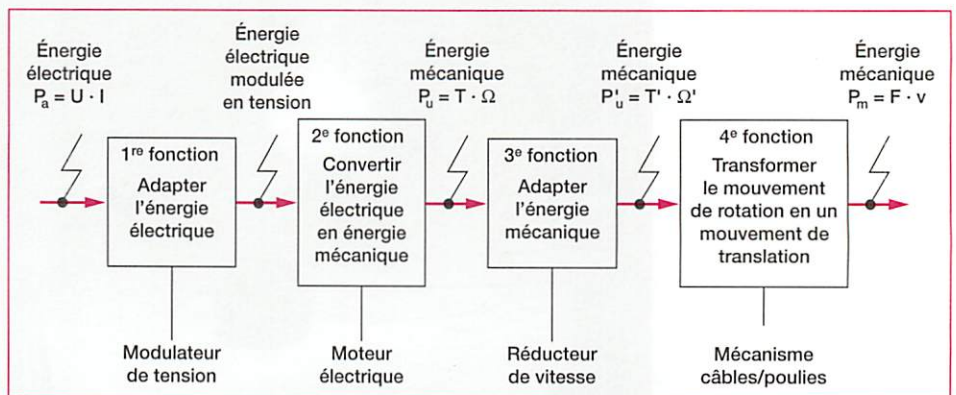 Énergie
électrique
Pₐ = U · I
Énergie
électrique
modulée
en tension
Énergie
mécanique
Pᵤ = T · Ω
Énergie
mécanique
P'ᵤ = T' · Ω'
Énergie
mécanique
Pₘ = F · v
1ʳᵉ fonction
Adapter
l'énergie
électrique
2ᵉ fonction
Convertir
l'énergie
électrique
en énergie
mécanique
3ᵉ fonction
Adapter
l'énergie
mécanique
4ᵉ fonction
Transformer
le mouvement
de rotation en un
mouvement de
translation
Modulateur
de tension
Moteur
électrique
Réducteur
de vitesse
Mécanisme
câbles/poulies